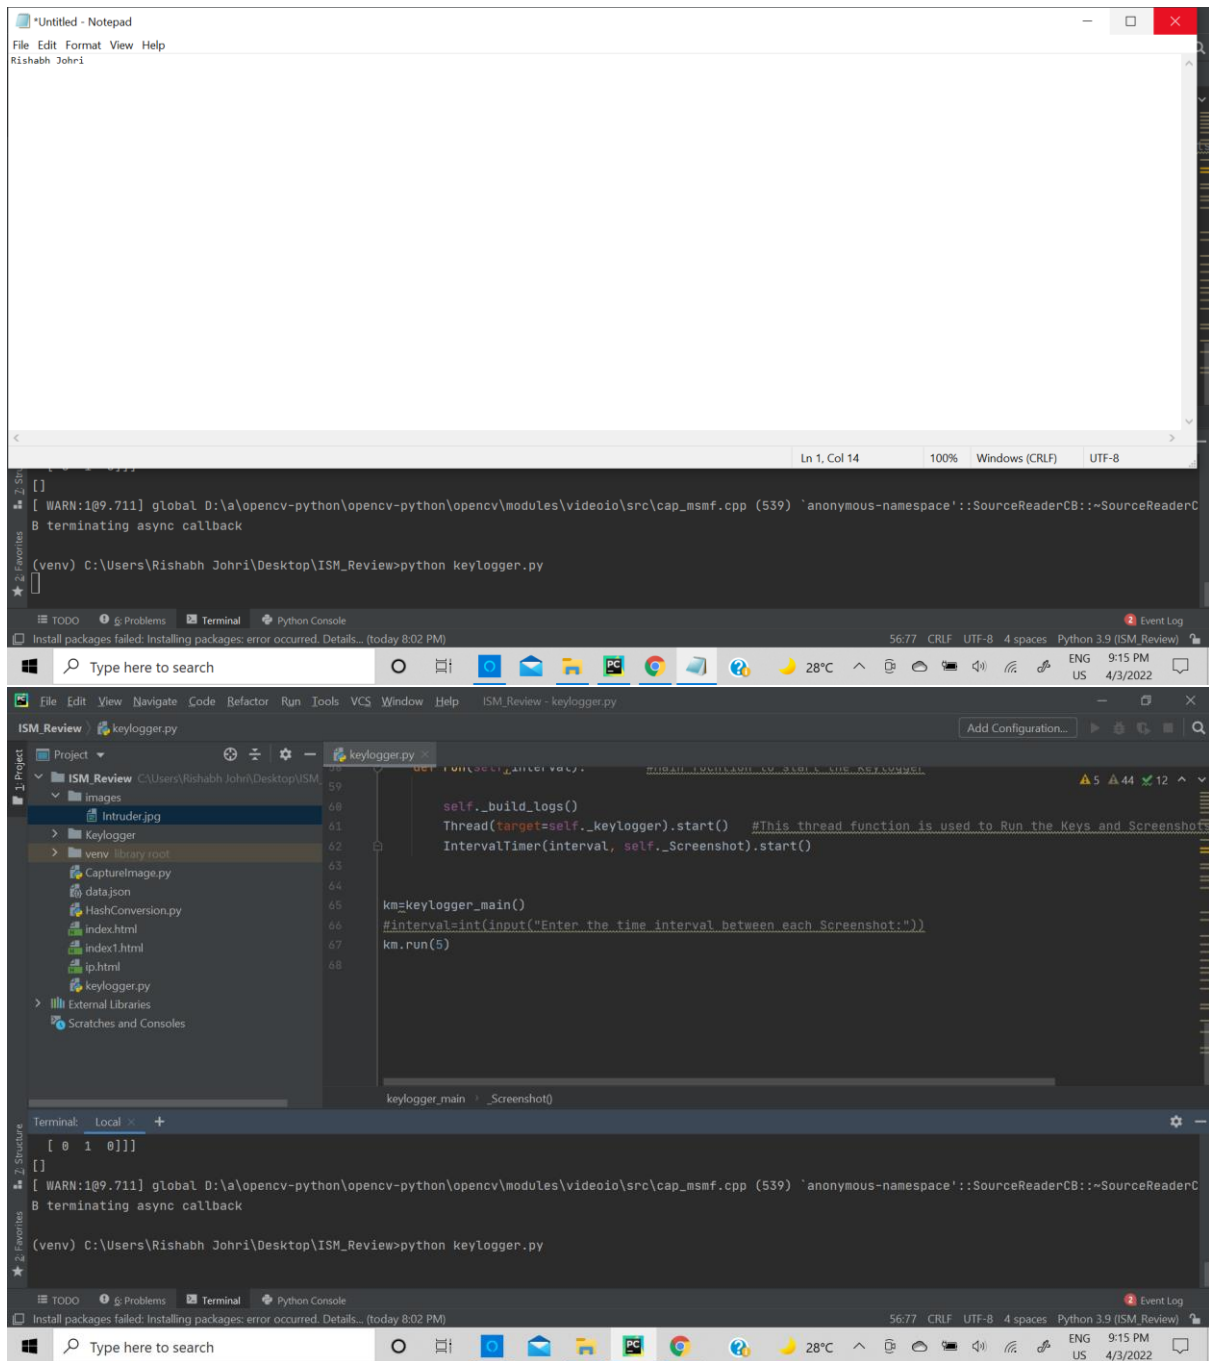 *Untitled - Notepad
File Edit Format View Help
Rishabh Johri
Ln 1, Col 14 100% Windows (CRLF) UTF-8
[]
[ WARN:1@9.711] global D:\a\opencv-python\opencv-python\opencv\modules\videoio\src\cap_msmf.cpp (539) `anonymous-namespace'::SourceReaderCB::~SourceReaderC
B terminating async callback
(venv) C:\Users\Rishabh Johri\Desktop\ISM_Review>python keylogger.py
2: Favorites
TODO 6: Problems Terminal Python Console 2 Event Log
Install packages failed: Installing packages: error occurred. Details... (today 8:02 PM) 56:77 CRLF UTF-8 4 spaces Python 3.9 (ISM_Review)
Type here to search 28°C ENG US 9:15 PM 4/3/2022
File Edit View Navigate Code Refactor Run Tools VCS Window Help ISM_Review - keylogger.py
ISM_Review keylogger.py Add Configuration...
1: Project
Project keylogger.py
ISM_Review C:\Users\Rishabh Johri\Desktop\ISM_ 59 5 44 12
images 60 self._build_logs()
Intruder.jpg 61 Thread(target=self._keylogger).start() #This thread function is used to Run the Keys and Screenshots
Keylogger 62 IntervalTimer(interval, self._Screenshot).start()
venv library root 63
CaptureImage.py 64
data.json 65 km=keylogger_main()
HashConversion.py 66 #interval=int(input("Enter the time interval between each Screenshot:"))
index.html 67 km.run(5)
index1.html 68
ip.html
keylogger.py
External Libraries
Scratches and Consoles
keylogger_main _Screenshot()
Terminal: Local × +
[ 0 1 0]]]
[]
[ WARN:1@9.711] global D:\a\opencv-python\opencv-python\opencv\modules\videoio\src\cap_msmf.cpp (539) `anonymous-namespace'::SourceReaderCB::~SourceReaderC
B terminating async callback
(venv) C:\Users\Rishabh Johri\Desktop\ISM_Review>python keylogger.py
Z: Structure
2: Favorites
TODO 6: Problems Terminal Python Console 2 Event Log
Install packages failed: Installing packages: error occurred. Details... (today 8:02 PM) 56:77 CRLF UTF-8 4 spaces Python 3.9 (ISM_Review)
Type here to search 28°C ENG US 9:15 PM 4/3/2022